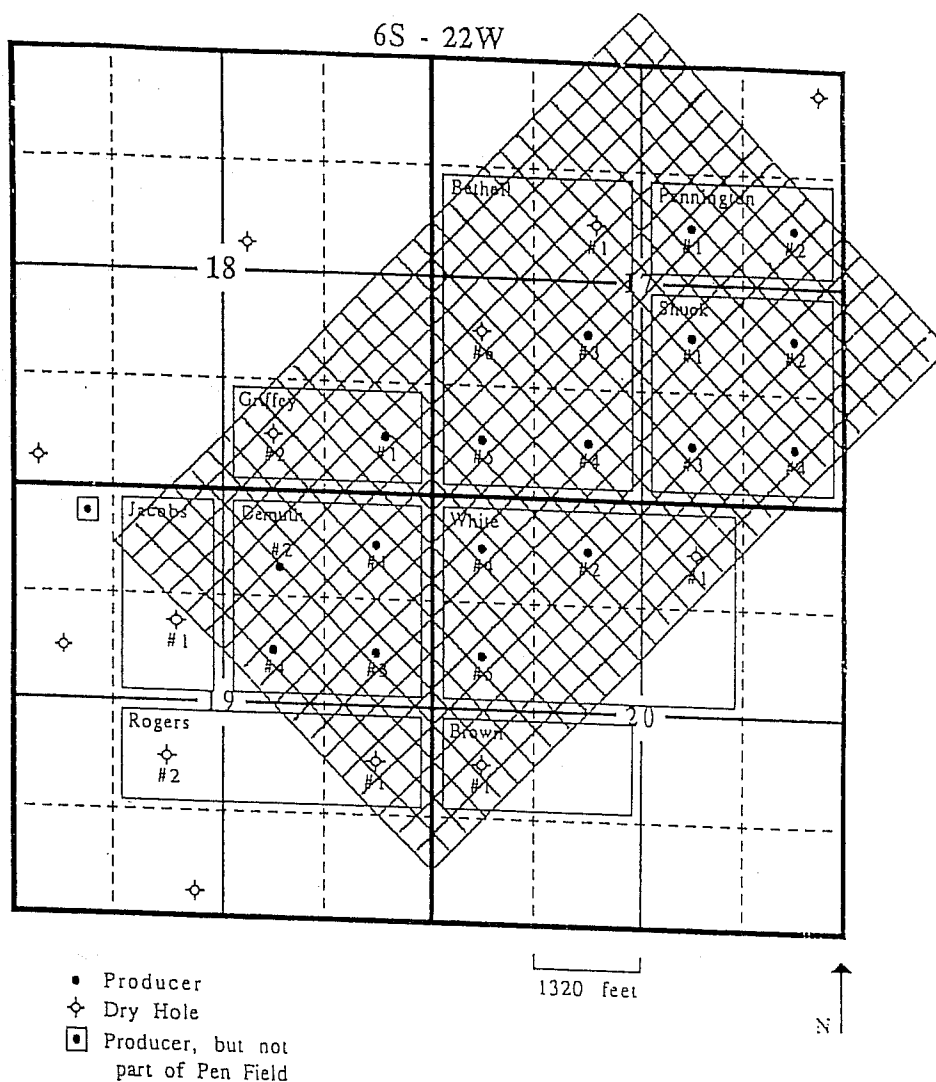 6S - 22W
Bethell
Pennington
#1
#1
#2
18
17
Shuck
#6
#3
#1
#2
Griffey
#2
#1
#5
#4
#3
#4
Jacobs
Demuth
White
#2
#1
#4
#2
#1
#1
#4
#3
#5
19
20
Rogers
Brown
#2
#1
#1
1320 feet
N
Producer
Dry Hole
Producer, but not
part of Pen Field